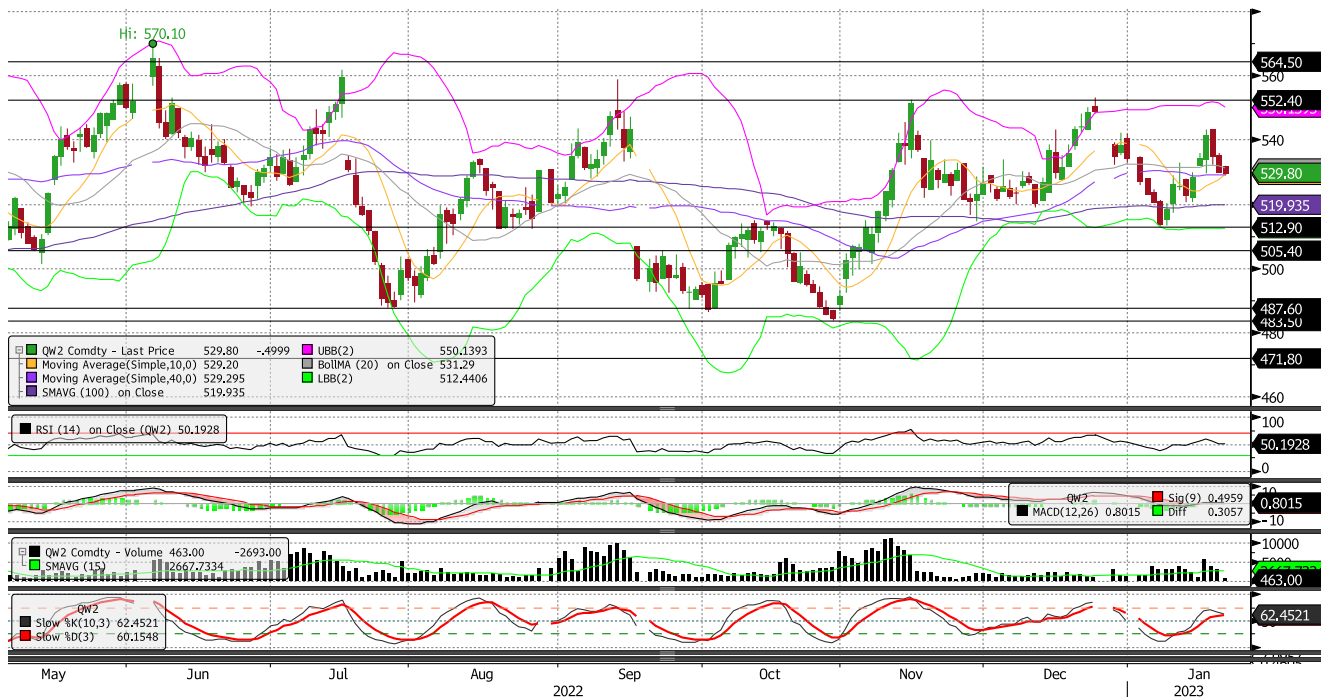 Hi: 570.10
564.50
560
552.40
540
529.80
519.935
512.90
505.40
500
487.60
483.50
480
471.80
460
QW2 Comdty - Last Price 529.80 -.4999
Moving Average(Simple,10,0) 529.20
Moving Average(Simple,40,0) 529.295
SMAVG (100) on Close 519.935
UBB(2) 550.1393
BollMA (20) on Close 531.29
LBB(2) 512.4406
RSI (14) on Close (QW2) 50.1928
100
50.1928
0
QW2
MACD(12,26) 0.8015
Sig(9) 0.4959
Diff 0.3057
10
0.8015
-10
QW2 Comdty - Volume 463.00 -2693.00
SMAVG (15) 2667.7334
10000
463.00
QW2
Slow %K(10,3) 62.4521
Slow %D(3) 60.1548
62.4521
May Jun Jul Aug Sep Oct Nov Dec Jan
2022 2023